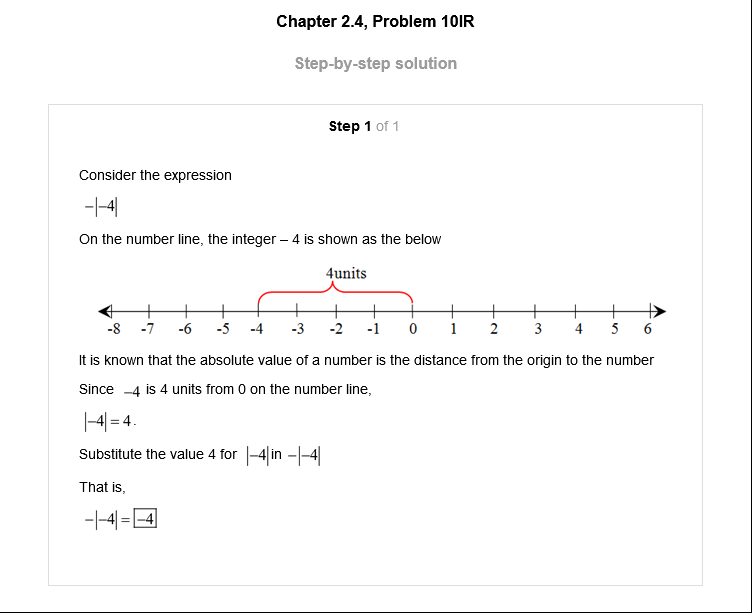 Chapter 2.4, Problem 10IR
Step-by-step solution
Step 1 of 1
Consider the expression
−|−4|
On the number line, the integer – 4 is shown as the below
4units
-8 -7 -6 -5 -4 -3 -2 -1 0 1 2 3 4 5 6
It is known that the absolute value of a number is the distance from the origin to the number
Since −4 is 4 units from 0 on the number line,
|−4| = 4.
Substitute the value 4 for |−4| in −|−4|
That is,
−|−4| = −4